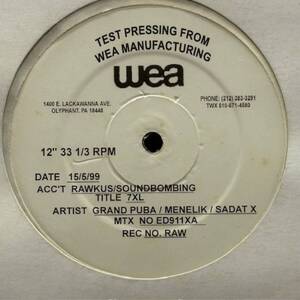 TEST PRESSING FROM
WEA MANUFACTURING
wea
1400 E. LACKAWANNA AVE.
OLYPHANT, PA 18448
PHONE: (212) 383-3291
TWX 510-671-4580
12" 33 1/3 RPM
DATE 15/5/99
ACC'T RAWKUS/SOUNDBOMBING
TITLE 7XL
ARTIST GRAND PUBA / MENELIK / SADAT X
MTX NO ED911XA
REC NO. RAW